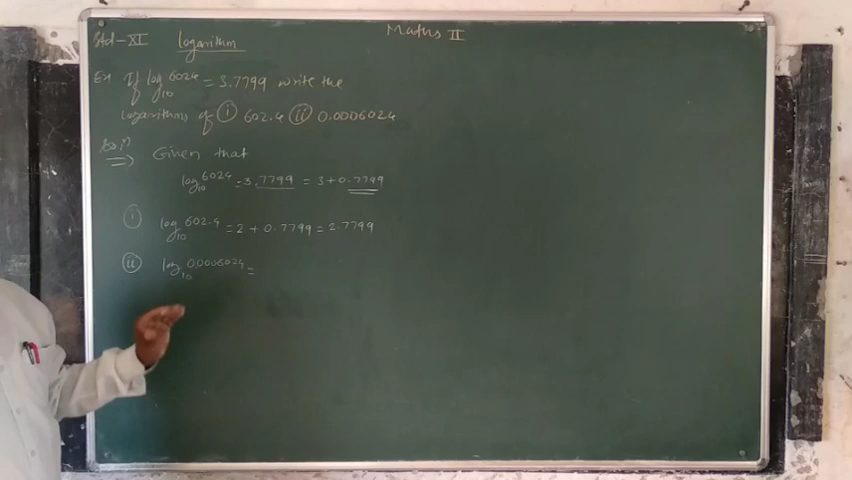 Std-XI logarithm Maths II
Ex If log₁₀ 6024 = 3.7799 write the
logarithms of (i) 602.4 (ii) 0.0006024
Solⁿ ⇒ Given that
log₁₀ 6024 = 3.7799 = 3 + 0.7799
(i) log₁₀ 602.4 = 2 + 0.7799 = 2.7799
(ii) log₁₀ 0.0006024 =